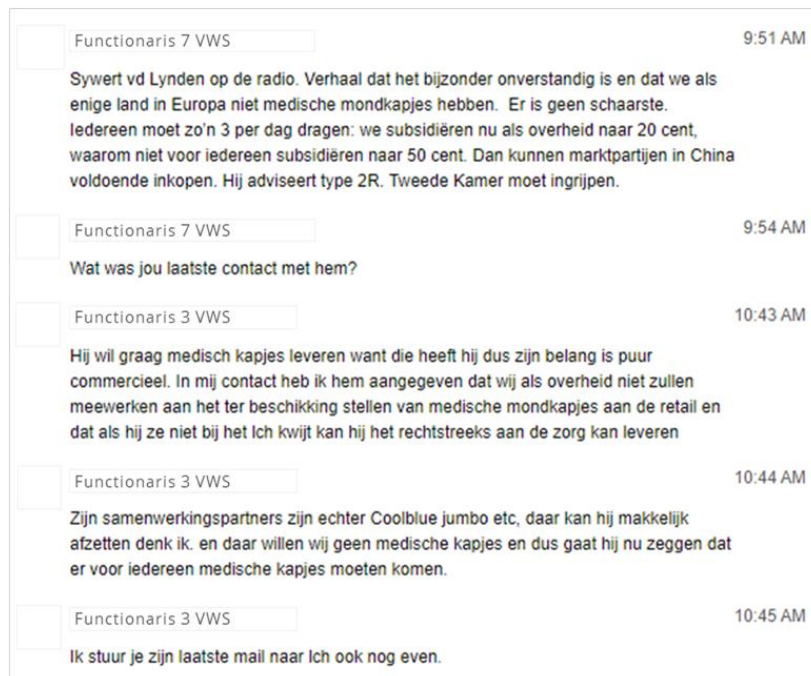 Functionaris 7 VWS 9:51 AM
Sywert vd Lynden op de radio. Verhaal dat het bijzonder onverstandig is en dat we als
enige land in Europa niet medische mondkapjes hebben. Er is geen schaarste.
Iedereen moet zo'n 3 per dag dragen: we subsidiëren nu als overheid naar 20 cent,
waarom niet voor iedereen subsidiëren naar 50 cent. Dan kunnen marktpartijen in China
voldoende inkopen. Hij adviseert type 2R. Tweede Kamer moet ingrijpen.
Functionaris 7 VWS 9:54 AM
Wat was jou laatste contact met hem?
Functionaris 3 VWS 10:43 AM
Hij wil graag medisch kapjes leveren want die heeft hij dus zijn belang is puur
commercieel. In mij contact heb ik hem aangegeven dat wij als overheid niet zullen
meewerken aan het ter beschikking stellen van medische mondkapjes aan de retail en
dat als hij ze niet bij het lch kwijt kan hij het rechtstreeks aan de zorg kan leveren
Functionaris 3 VWS 10:44 AM
Zijn samenwerkingspartners zijn echter Coolblue jumbo etc, daar kan hij makkelijk
afzetten denk ik. en daar willen wij geen medische kapjes en dus gaat hij nu zeggen dat
er voor iedereen medische kapjes moeten komen.
Functionaris 3 VWS 10:45 AM
Ik stuur je zijn laatste mail naar lch ook nog even.